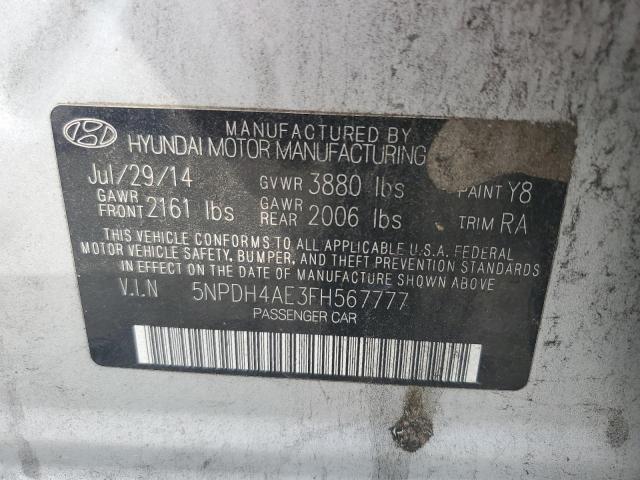 MANUFACTURED BY
HYUNDAI MOTOR MANUFACTURING
Jul/29/14 GVWR 3880 lbs PAINT Y8
GAWR FRONT 2161 lbs GAWR REAR 2006 lbs TRIM RA
THIS VEHICLE CONFORMS TO ALL APPLICABLE U.S.A. FEDERAL
MOTOR VEHICLE SAFETY, BUMPER, AND THEFT PREVENTION STANDARDS
IN EFFECT ON THE DATE OF MANUFACTURE SHOWN ABOVE.
V.I.N 5NPDH4AE3FH567777
PASSENGER CAR